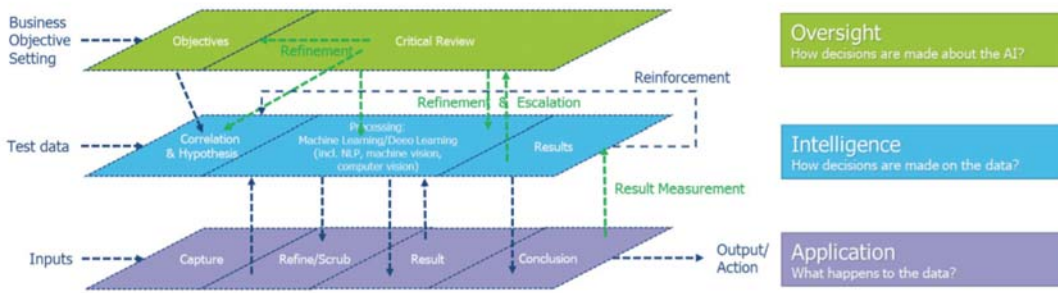 Business
Objective
Setting
Objectives
Refinement
Critical Review
Oversight
How decisions are made about the AI?
Reinforcement
Refinement & Escalation
Test data
Correlation
& Hypothesis
Processing:
Machine Learning/Deeo Learning
(incl. NLP, machine vision,
computer vision)
Results
Intelligence
How decisions are made on the data?
Result Measurement
Inputs
Capture
Refine/Scrub
Result
Conclusion
Output/
Action
Application
What happens to the data?